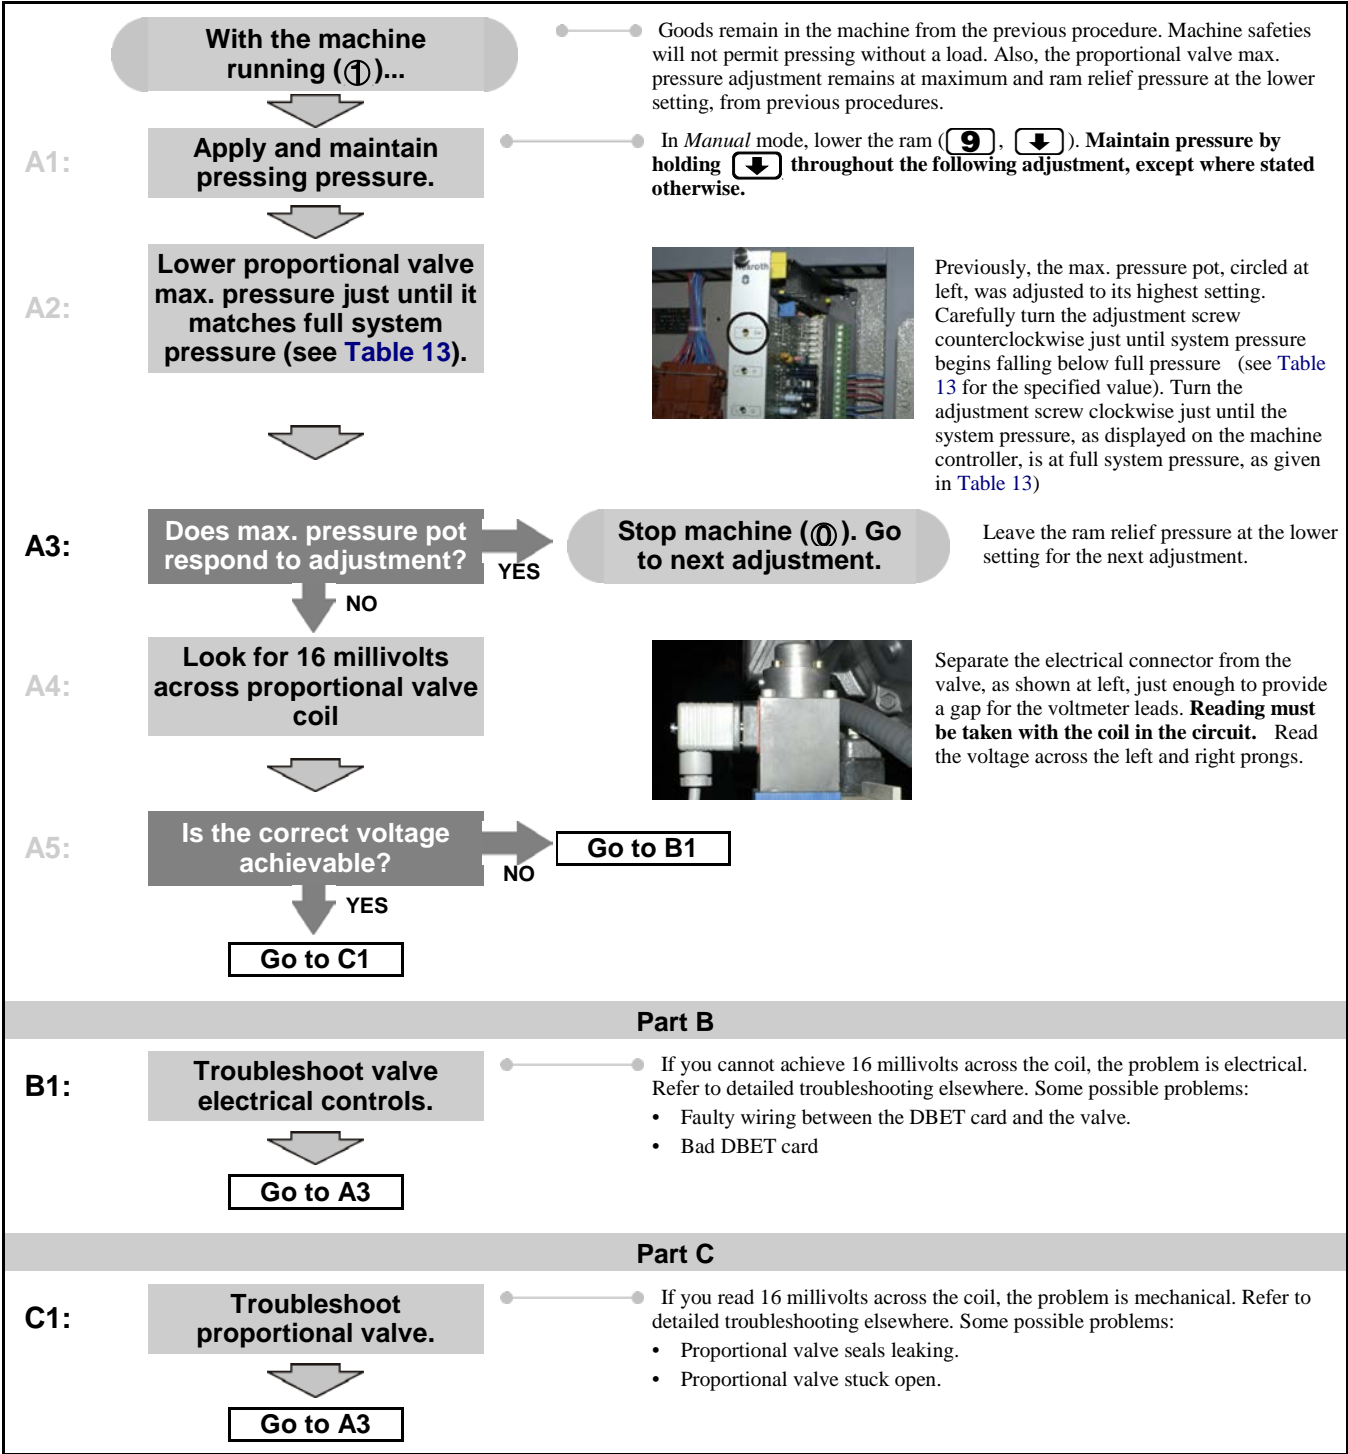 With the machine
running (①)...
Goods remain in the machine from the previous procedure. Machine safeties
will not permit pressing without a load. Also, the proportional valve max.
pressure adjustment remains at maximum and ram relief pressure at the lower
setting, from previous procedures.
A1:
Apply and maintain
pressing pressure.
In Manual mode, lower the ram (9, ↓). Maintain pressure by
holding ↓ throughout the following adjustment, except where stated
otherwise.
A2:
Lower proportional valve
max. pressure just until it
matches full system
pressure (see Table 13).
Rexroth
Previously, the max. pressure pot, circled at
left, was adjusted to its highest setting.
Carefully turn the adjustment screw
counterclockwise just until system pressure
begins falling below full pressure (see Table
13 for the specified value). Turn the
adjustment screw clockwise just until the
system pressure, as displayed on the machine
controller, is at full system pressure, as given
in Table 13)
A3:
Does max. pressure pot
respond to adjustment?
YES
Stop machine (⓪). Go
to next adjustment.
Leave the ram relief pressure at the lower
setting for the next adjustment.
NO
A4:
Look for 16 millivolts
across proportional valve
coil
Separate the electrical connector from the
valve, as shown at left, just enough to provide
a gap for the voltmeter leads. Reading must
be taken with the coil in the circuit. Read
the voltage across the left and right prongs.
A5:
Is the correct voltage
achievable?
NO
Go to B1
YES
Go to C1
Part B
B1:
Troubleshoot valve
electrical controls.
If you cannot achieve 16 millivolts across the coil, the problem is electrical.
Refer to detailed troubleshooting elsewhere. Some possible problems:
• Faulty wiring between the DBET card and the valve.
• Bad DBET card
Go to A3
Part C
C1:
Troubleshoot
proportional valve.
If you read 16 millivolts across the coil, the problem is mechanical. Refer to
detailed troubleshooting elsewhere. Some possible problems:
• Proportional valve seals leaking.
• Proportional valve stuck open.
Go to A3